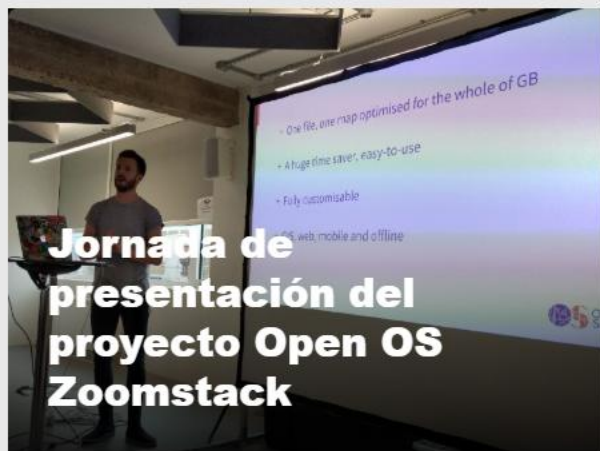 • One file, one map optimised for the whole of GB
• A huge time saver, easy-to-use
• Fully customisable
web, mobile and offline
Jornada de
presentación del
proyecto Open OS
Zoomstack
OS